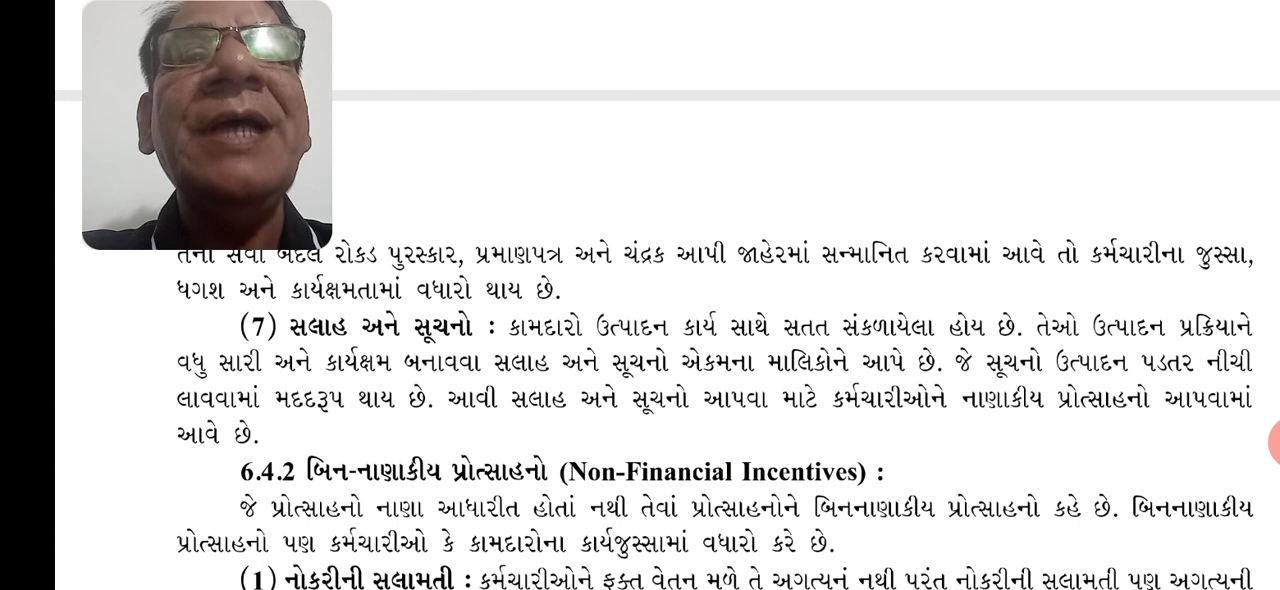 તેની સેવા બદલ રોકડ પુરસ્કાર, પ્રમાણપત્ર અને ચંદ્રક આપી જાહેરમાં સન્માનિત કરવામાં આવે તો કર્મચારીના જુસ્સા,
ધગશ અને કાર્યક્ષમતામાં વધારો થાય છે.
(7) સલાહ અને સૂચનો : કામદારો ઉત્પાદન કાર્ય સાથે સતત સંકળાયેલા હોય છે. તેઓ ઉત્પાદન પ્રક્રિયાને
વધુ સારી અને કાર્યક્ષમ બનાવવા સલાહ અને સૂચનો એકમના માલિકોને આપે છે. જે સૂચનો ઉત્પાદન પડતર નીચી
લાવવામાં મદદરૂપ થાય છે. આવી સલાહ અને સૂચનો આપવા માટે કર્મચારીઓને નાણાકીય પ્રોત્સાહનો આપવામાં
આવે છે.
6.4.2 બિન-નાણાકીય પ્રોત્સાહનો (Non-Financial Incentives) :
જે પ્રોત્સાહનો નાણા આધારીત હોતાં નથી તેવાં પ્રોત્સાહનોને બિનનાણાકીય પ્રોત્સાહનો કહે છે. બિનનાણાકીય
પ્રોત્સાહનો પણ કર્મચારીઓ કે કામદારોના કાર્યજુસ્સામાં વધારો કરે છે.
(1) નોકરીની સલામતી : કર્મચારીઓને ફક્ત વેતન મળે તે અગત્યનું નથી પરંતુ નોકરીની સલામતી પણ અગત્યની